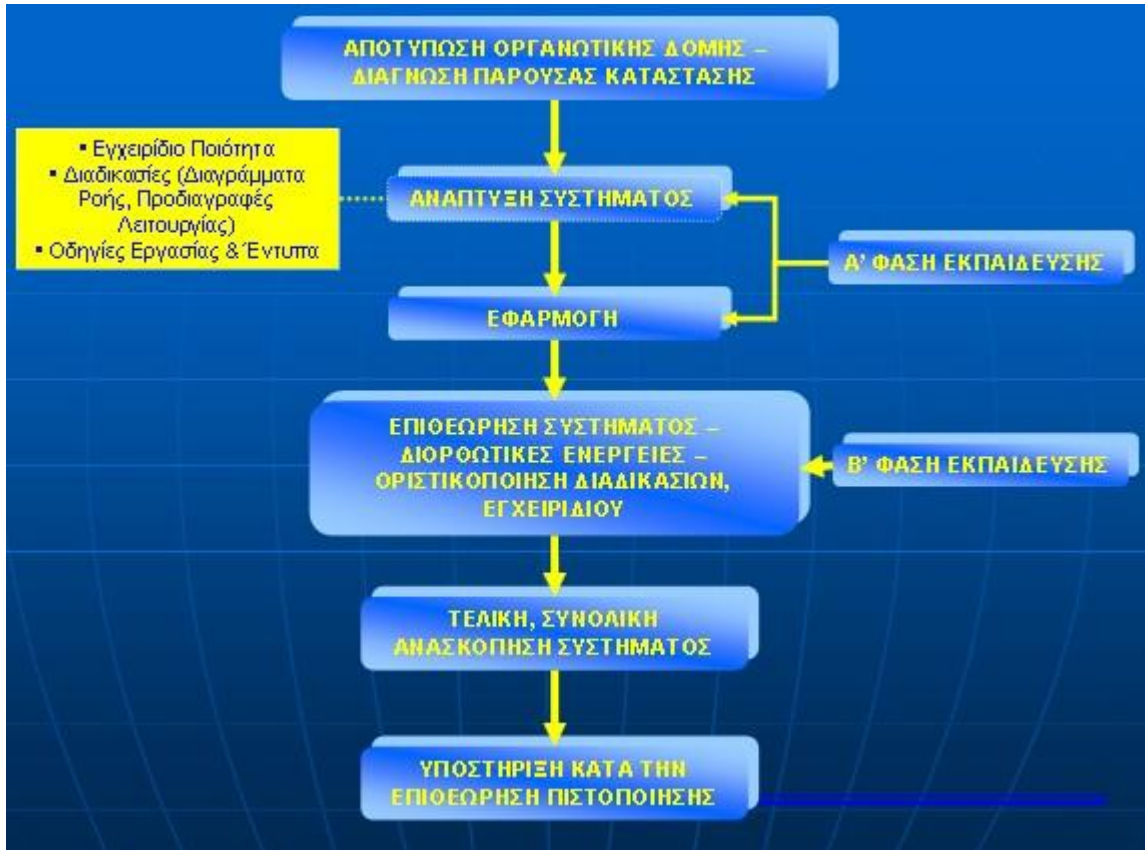 ΑΠΟΤΥΠΩΣΗ ΟΡΓΑΝΩΤΙΚΗΣ ΔΟΜΗΣ –
ΔΙΑΓΝΩΣΗ ΠΑΡΟΥΣΑΣ ΚΑΤΑΣΤΑΣΗΣ
▪ Εγχειρίδιο Ποιότητα
▪ Διαδικασίες (Διαγράμματα
Ροής, Προδιαγραφές
Λειτουργίας)
▪ Οδηγίες Εργασίας & Έντυπα
ΑΝΑΠΤΥΞΗ ΣΥΣΤΗΜΑΤΟΣ
Α' ΦΑΣΗ ΕΚΠΑΙΔΕΥΣΗΣ
ΕΦΑΡΜΟΓΗ
ΕΠΙΘΕΩΡΗΣΗ ΣΥΣΤΗΜΑΤΟΣ –
ΔΙΟΡΘΩΤΙΚΕΣ ΕΝΕΡΓΕΙΕΣ –
ΟΡΙΣΤΙΚΟΠΟΙΗΣΗ ΔΙΑΔΙΚΑΣΙΩΝ,
ΕΓΧΕΙΡΙΔΙΟΥ
Β' ΦΑΣΗ ΕΚΠΑΙΔΕΥΣΗΣ
ΤΕΛΙΚΗ, ΣΥΝΟΛΙΚΗ
ΑΝΑΣΚΟΠΗΣΗ ΣΥΣΤΗΜΑΤΟΣ
ΥΠΟΣΤΗΡΙΞΗ ΚΑΤΑ ΤΗΝ
ΕΠΙΘΕΩΡΗΣΗ ΠΙΣΤΟΠΟΙΗΣΗΣ